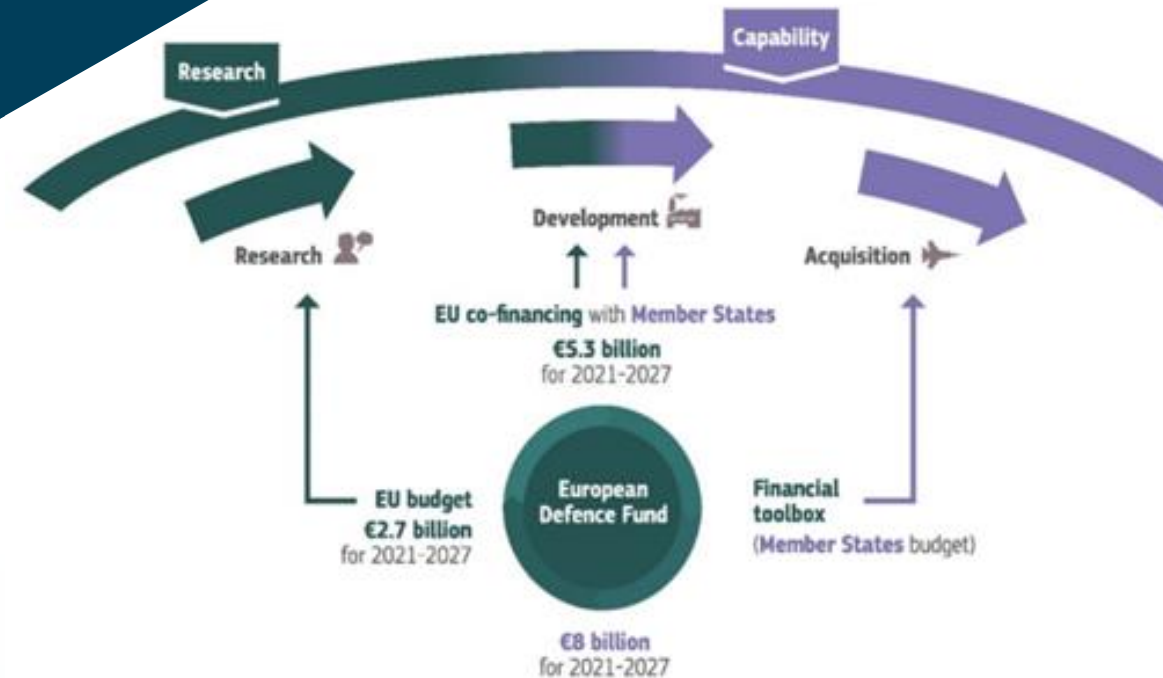 Research
Capability
Research
Development
Acquisition
EU co-financing with Member States
€5.3 billion
for 2021-2027
EU budget
€2.7 billion
for 2021-2027
European
Defence Fund
Financial
toolbox
(Member States budget)
€8 billion
for 2021-2027